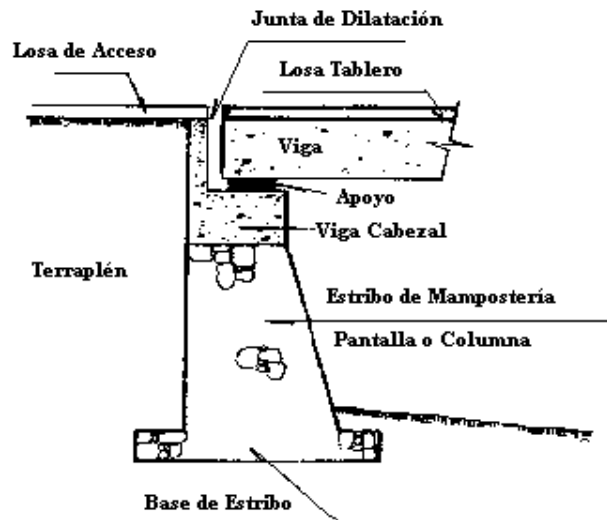 Junta de Dilatación
Losa de Acceso
Losa Tablero
Viga
Apoyo
Viga Cabezal
Terraplén
Estribo de Mampostería
Pantalla o Columna
Base de Estribo